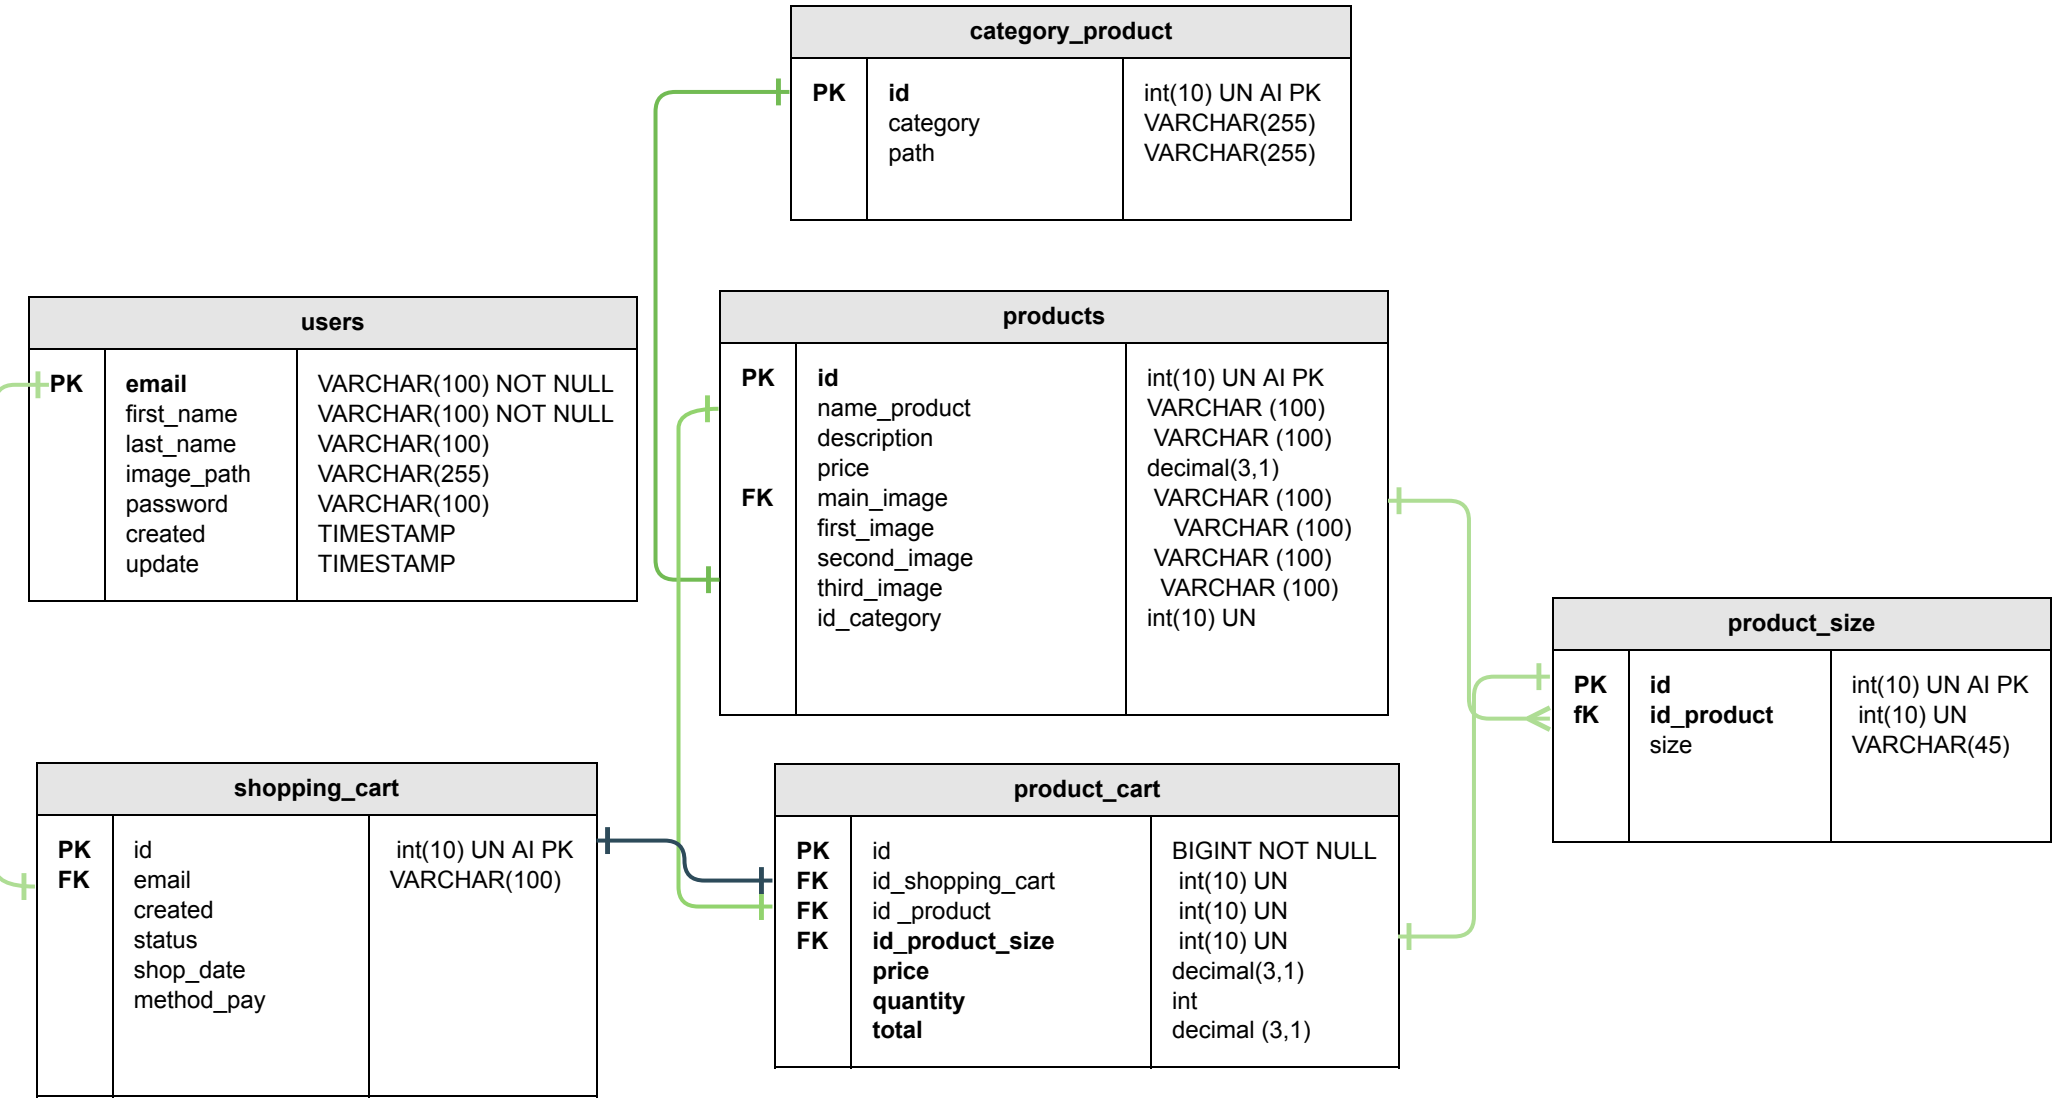 category_product
PK id int(10) UN AI PK
category VARCHAR(255)
path VARCHAR(255)
users
PK email VARCHAR(100) NOT NULL
first_name VARCHAR(100) NOT NULL
last_name VARCHAR(100)
image_path VARCHAR(255)
password VARCHAR(100)
created TIMESTAMP
update TIMESTAMP
products
PK id int(10) UN AI PK
name_product VARCHAR (100)
description VARCHAR (100)
price decimal(3,1)
FK main_image VARCHAR (100)
first_image VARCHAR (100)
second_image VARCHAR (100)
third_image VARCHAR (100)
id_category int(10) UN
product_size
PK id int(10) UN AI PK
fK id_product int(10) UN
size VARCHAR(45)
shopping_cart
PK id int(10) UN AI PK
FK email VARCHAR(100)
created
status
shop_date
method_pay
product_cart
PK id BIGINT NOT NULL
FK id_shopping_cart int(10) UN
FK id _product int(10) UN
FK id_product_size int(10) UN
price decimal(3,1)
quantity int
total decimal (3,1)